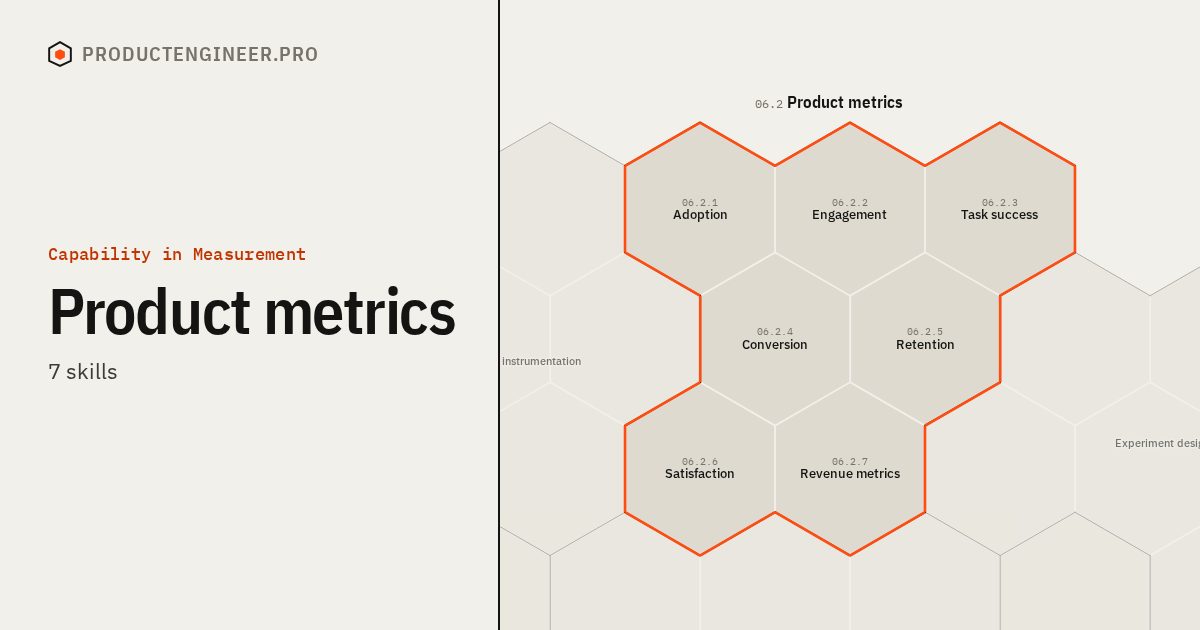 PRODUCTENGINEER.PRO
Capability in Measurement
Product metrics
7 skills
06.2 Product metrics
06.2.1
Adoption
06.2.2
Engagement
06.2.3
Task success
06.2.4
Conversion
06.2.5
Retention
instrumentation
Experiment
06.2.6
Satisfaction
06.2.7
Revenue metrics